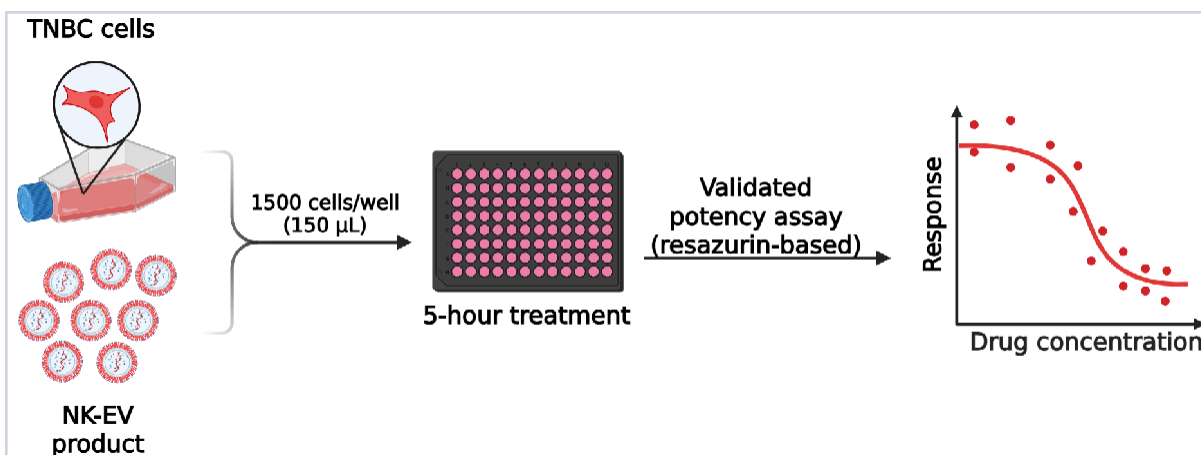 TNBC cells
NK-EV
product
1500 cells/well
(150 µL)
5-hour treatment
Validated
potency assay
(resazurin-based)
Response
Drug concentration